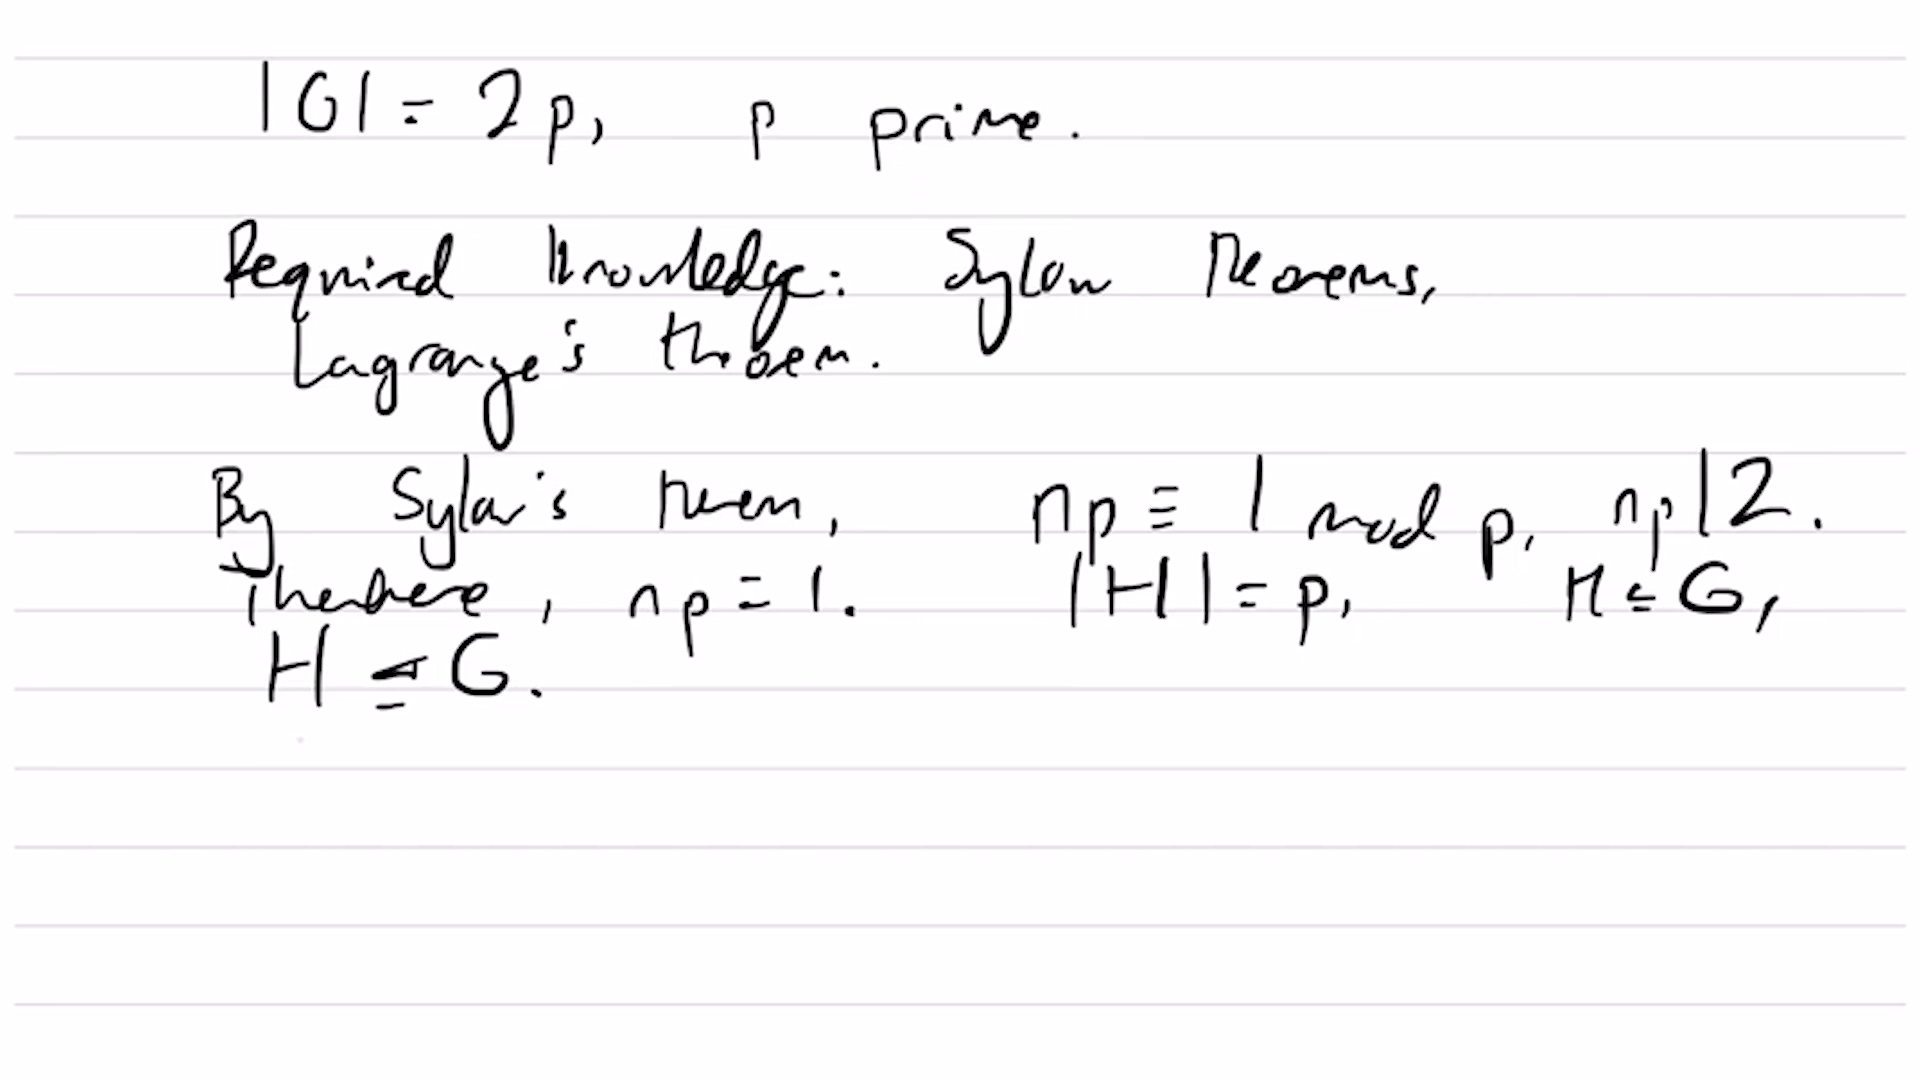 |G| = 2p, p prime.
Required knowledge: Sylow Theorems,
Lagrange's theorem.
By Sylow's theorem, np ≡ 1 mod p, np|2.
Therefore, np = 1. |H| = p, H ≤ G,
H ⊴ G.